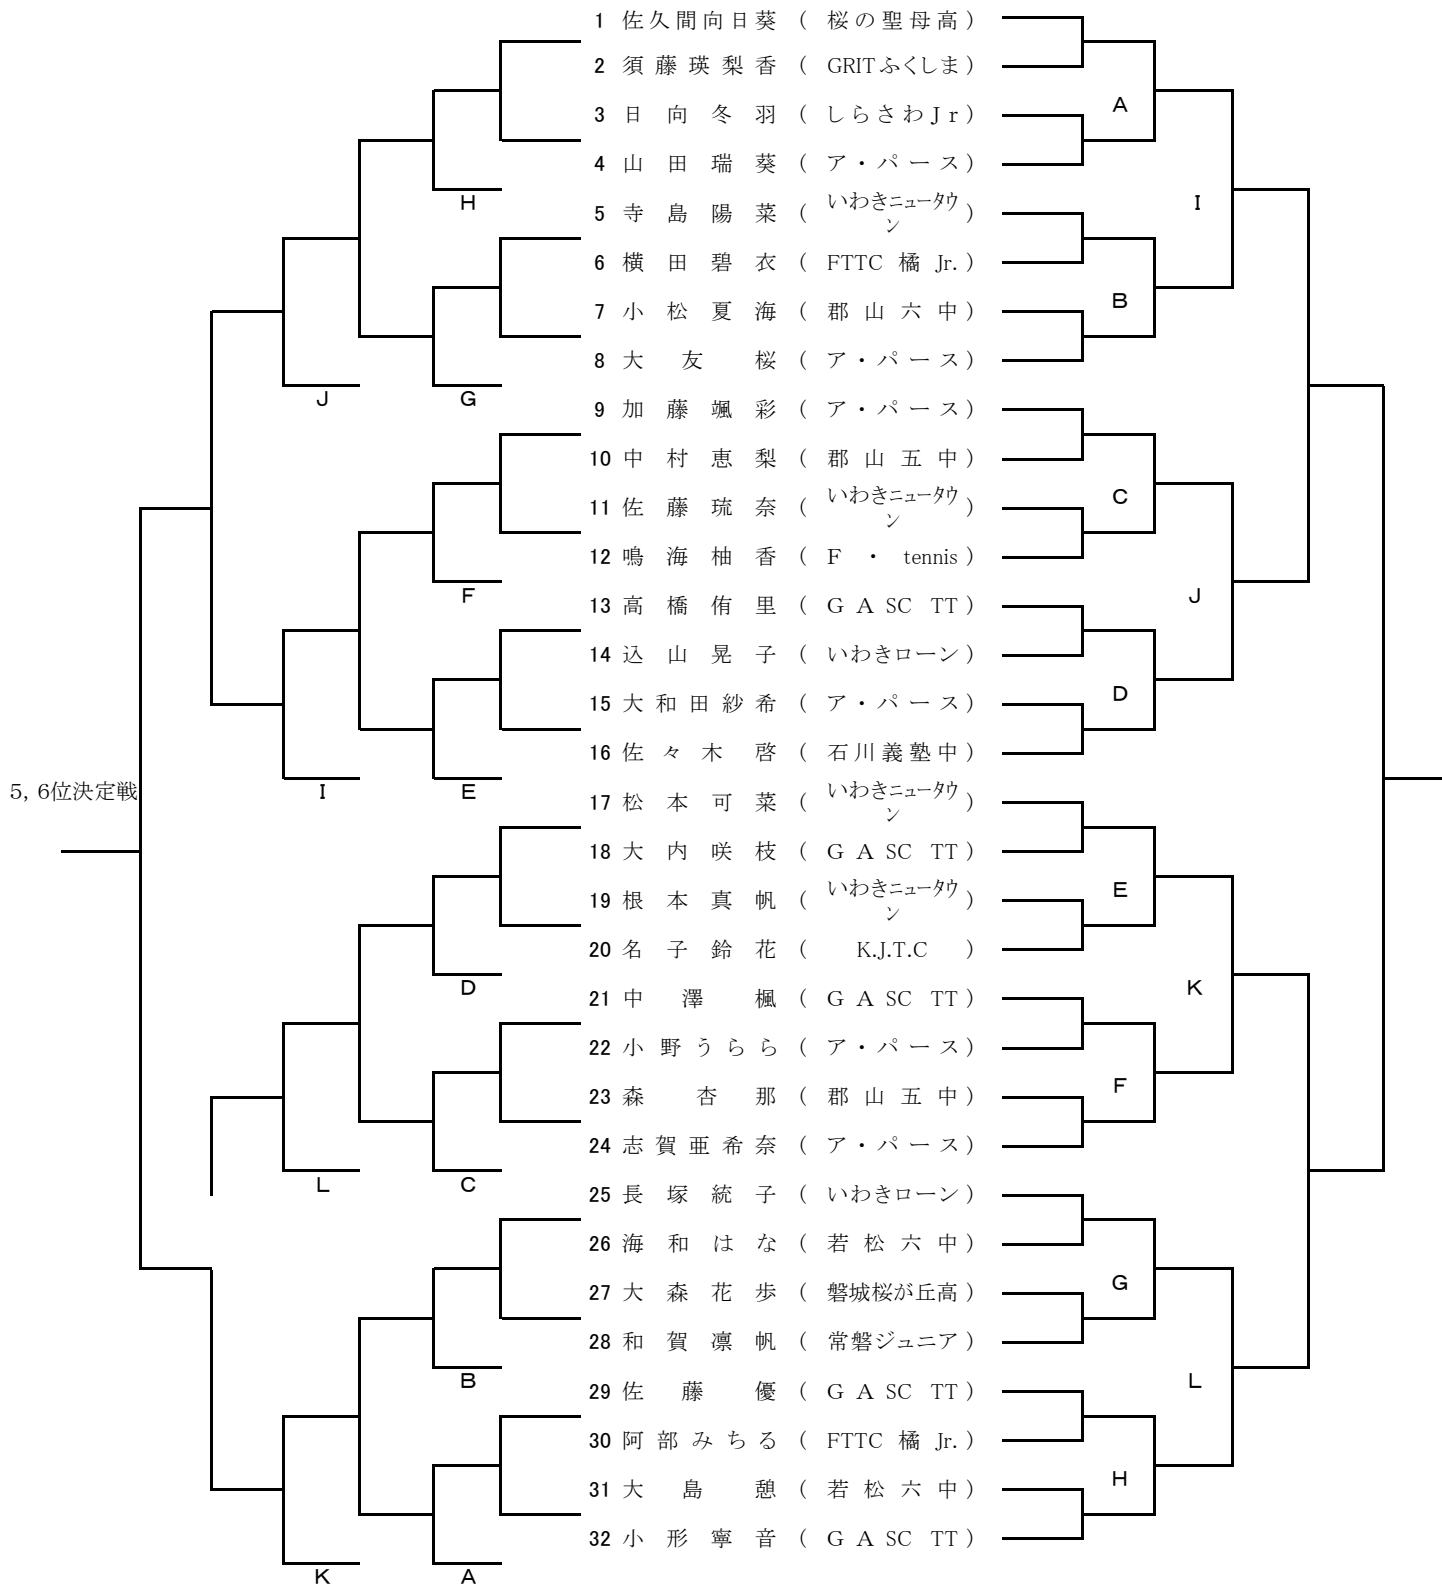 1 佐久間向日葵 ( 桜の聖母高 )
2 須藤瑛梨香 ( GRITふくしま )
A
3 日向冬羽 ( しらさわJr )
4 山田瑞葵 ( ア・パース )
H
I
5 寺島陽菜 ( いわきニュータウン )
6 横田碧衣 ( FTTC 橘 Jr. )
B
7 小松夏海 ( 郡山六中 )
8 大友桜 ( ア・パース )
J
G
9 加藤颯彩 ( ア・パース )
10 中村恵梨 ( 郡山五中 )
C
11 佐藤琉奈 ( いわきニュータウン )
12 鳴海柚香 ( F・tennis )
F
J
13 高橋侑里 ( GASC TT )
14 込山晃子 ( いわきローン )
D
15 大和田紗希 ( ア・パース )
16 佐々木啓 ( 石川義塾中 )
5, 6位決定戦
I
E
17 松本可菜 ( いわきニュータウン )
18 大内咲枝 ( GASC TT )
E
19 根本真帆 ( いわきニュータウン )
20 名子鈴花 ( K.J.T.C )
D
K
21 中澤楓 ( GASC TT )
22 小野うらら ( ア・パース )
F
23 森杏那 ( 郡山五中 )
24 志賀亜希奈 ( ア・パース )
L
C
25 長塚統子 ( いわきローン )
26 海和はな ( 若松六中 )
G
27 大森花歩 ( 磐城桜が丘高 )
28 和賀凛帆 ( 常磐ジュニア )
B
L
29 佐藤優 ( GASC TT )
30 阿部みちる ( FTTC 橘 Jr. )
H
31 大島憩 ( 若松六中 )
32 小形寧音 ( GASC TT )
K
A